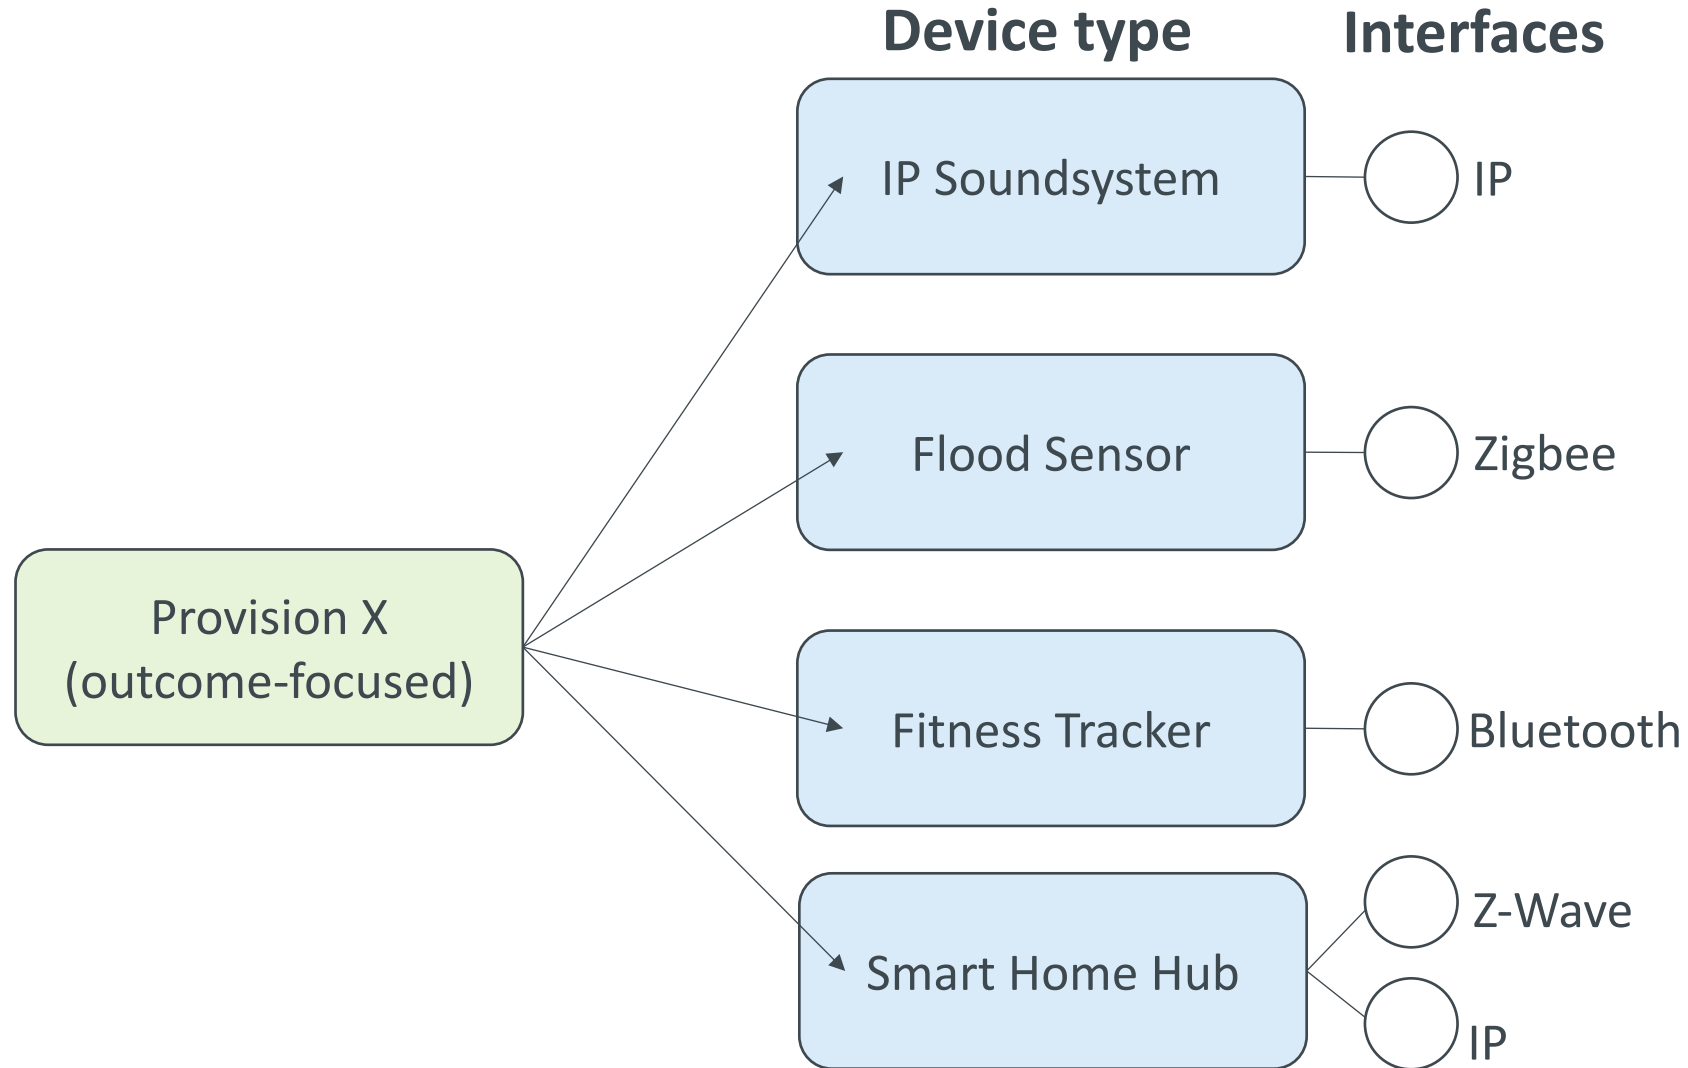 Device type
Interfaces
IP Soundsystem
IP
Flood Sensor
Zigbee
Provision X
(outcome-focused)
Fitness Tracker
Bluetooth
Z-Wave
Smart Home Hub
IP